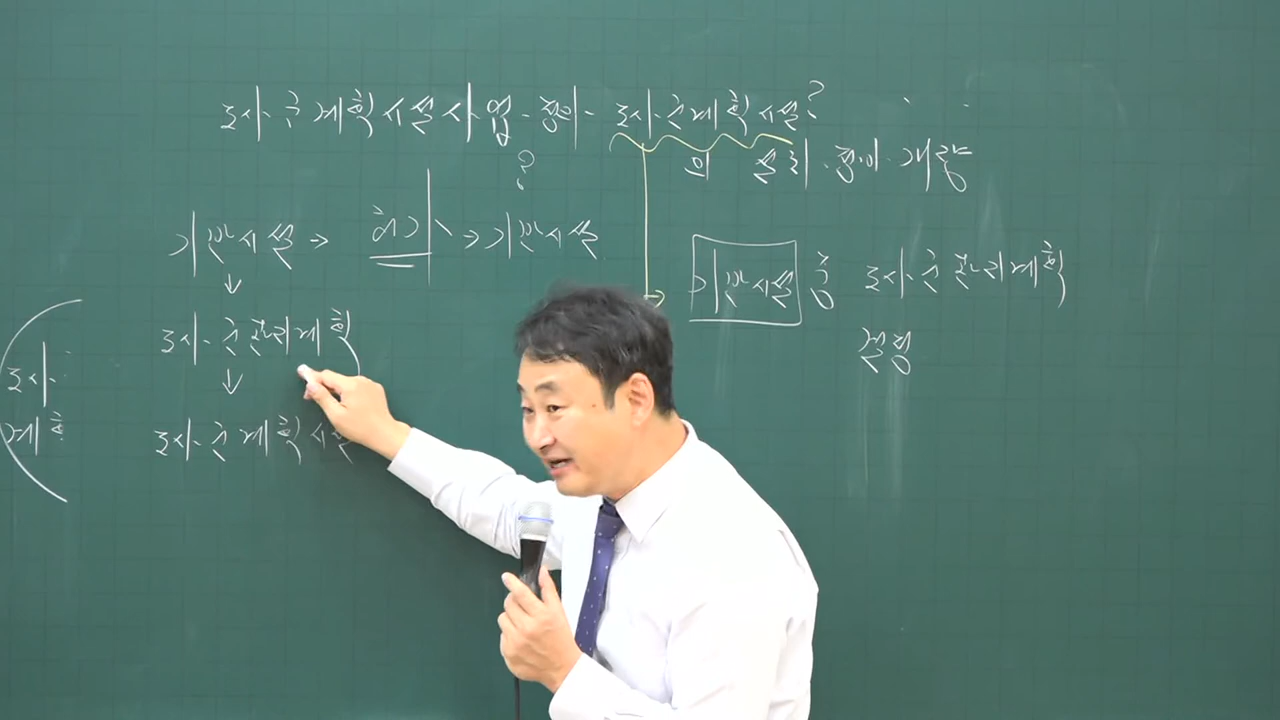 도시·군계획시설사업 - 정의 - 도시·군계획시설?
의 설치·정비·개량
?
기반시설 → 허가 → 기반시설
↓
기반시설 중 도시·군관리계획
결정
도시·군관리계획
↓
도시·군계획시설
도시·
계획